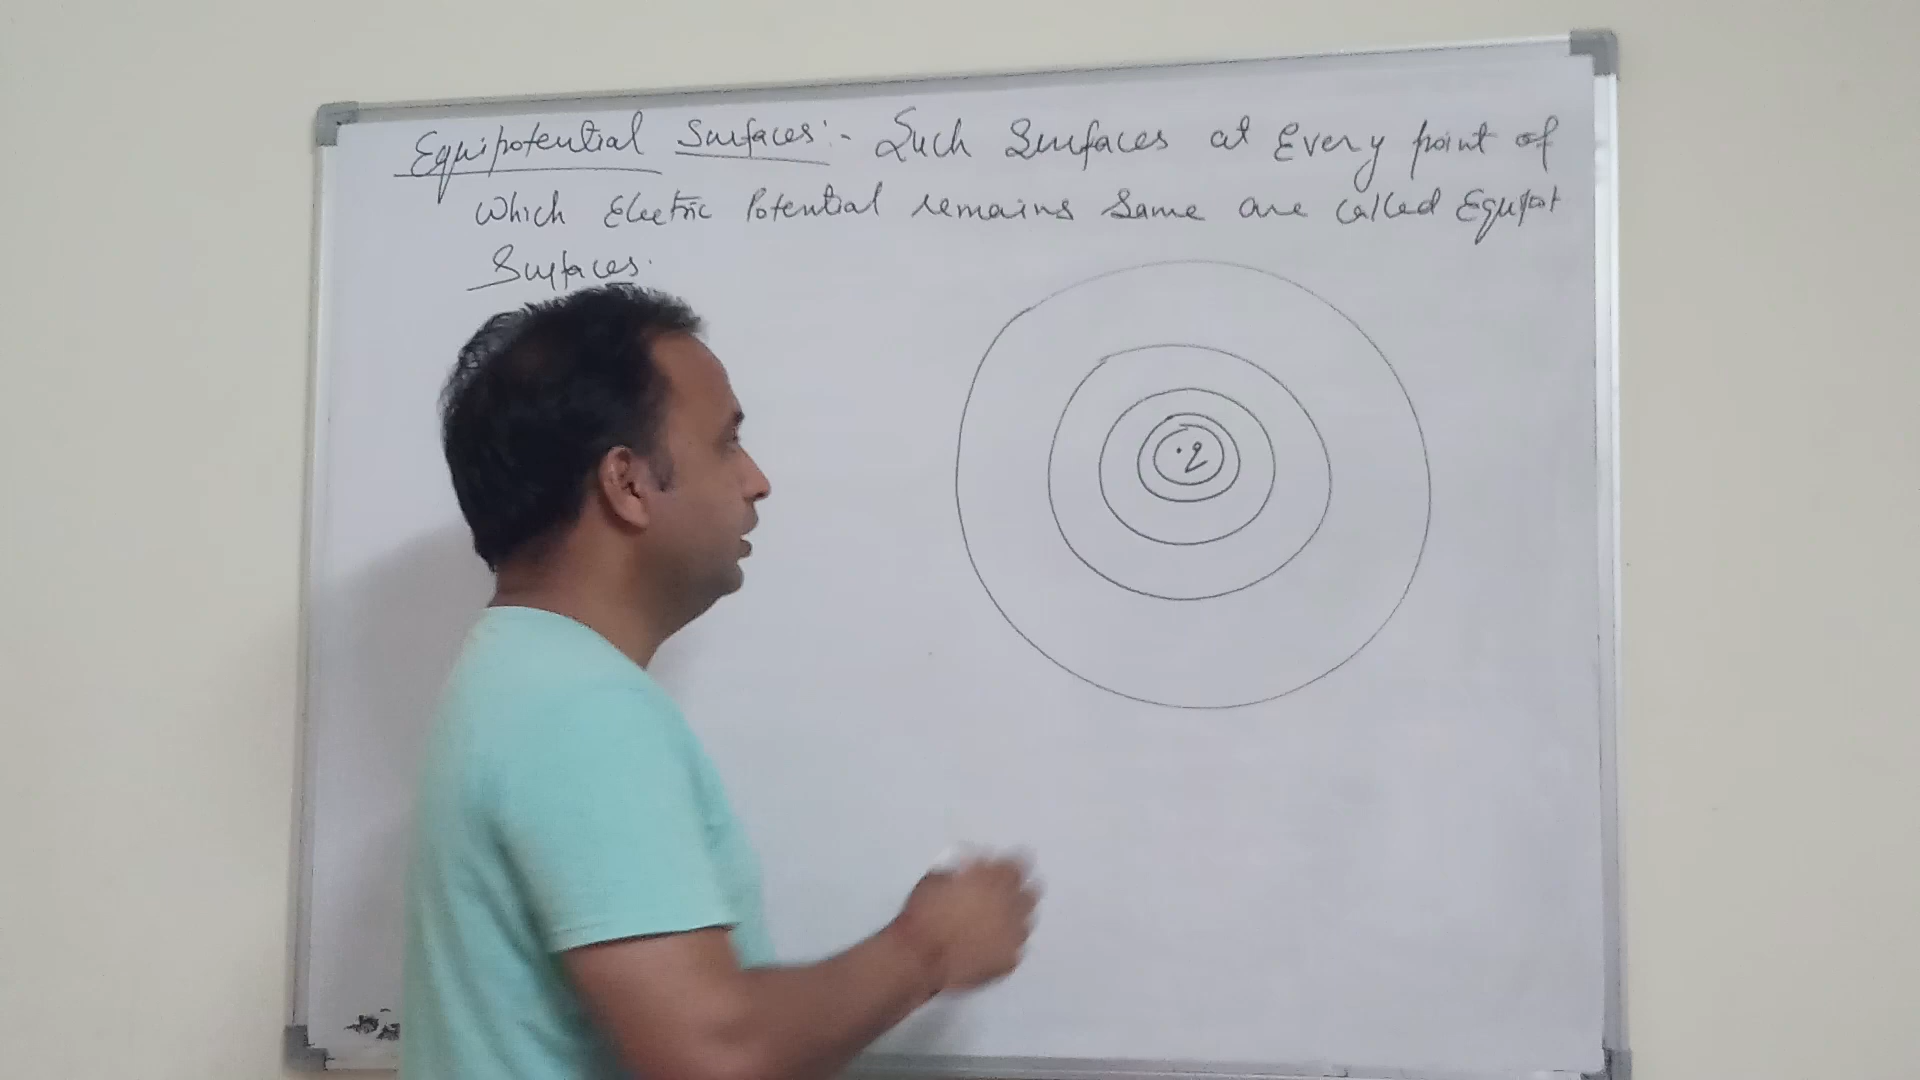 Equipotential Surfaces:- Such Surfaces at Every point of
which Electric Potential remains Same are called Equipot
Surfaces.
q